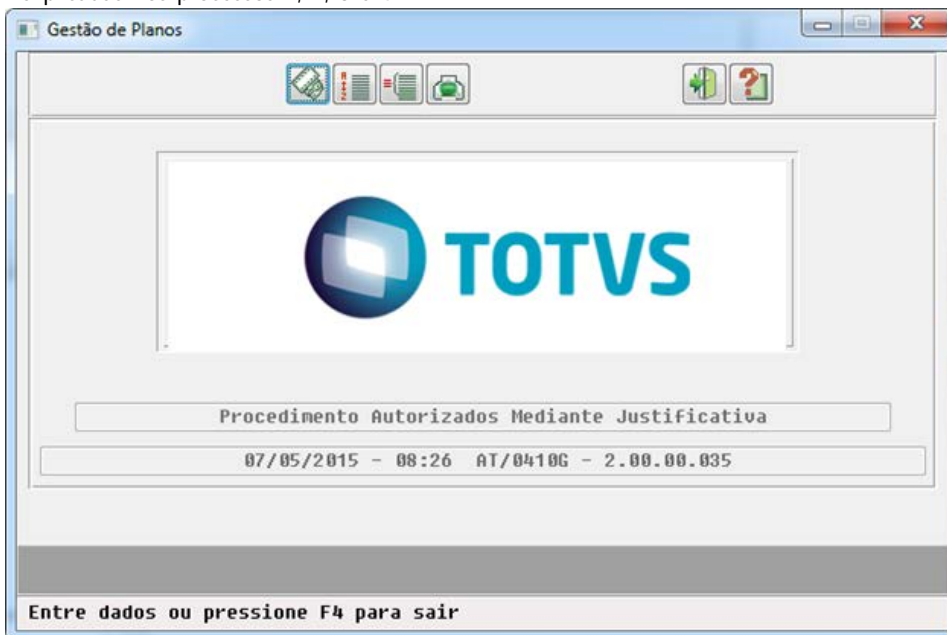 Gestão de Planos
TOTVS
Procedimento Autorizados Mediante Justificativa
07/05/2015 - 08:26 AT/0410G - 2.00.00.035
Entre dados ou pressione F4 para sair